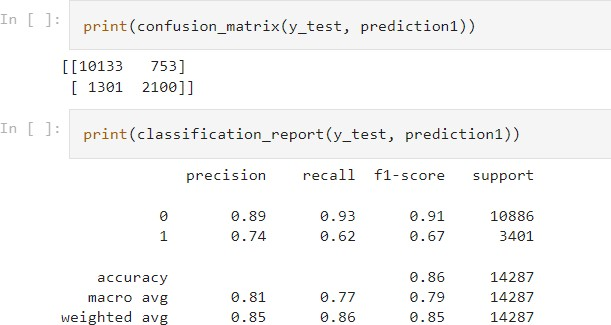 In [ ]: print(confusion_matrix(y_test, prediction1))
[[10133 753]
[ 1301 2100]]
In [ ]: print(classification_report(y_test, prediction1))
precision recall f1-score support
0 0.89 0.93 0.91 10886
1 0.74 0.62 0.67 3401
accuracy 0.86 14287
macro avg 0.81 0.77 0.79 14287
weighted avg 0.85 0.86 0.85 14287